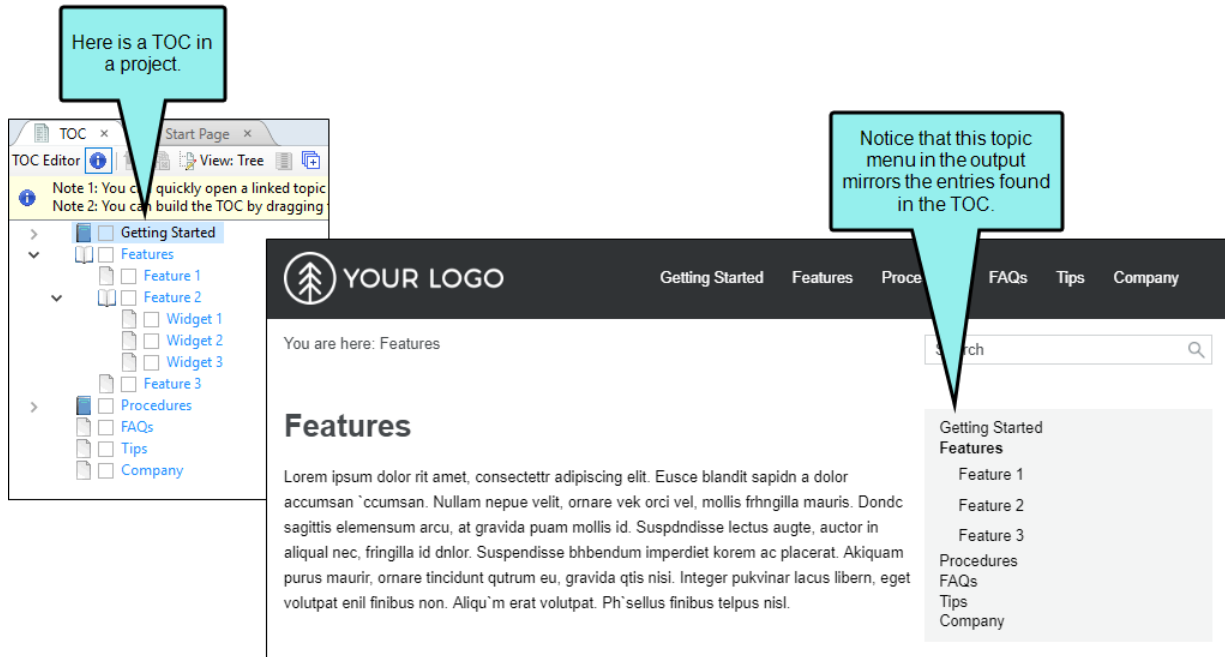 Here is a TOC in
a project.
TOC
Start Page
TOC Editor
View: Tree
Note 1: You can quickly open a linked topic
Note 2: You can build the TOC by dragging
Getting Started
Features
Feature 1
Feature 2
Widget 1
Widget 2
Widget 3
Feature 3
Procedures
FAQs
Tips
Company
Notice that this topic
menu in the output
mirrors the entries found
in the TOC.
YOUR LOGO
Getting Started Features Proce FAQs Tips Company
You are here: Features
Search
Features
Lorem ipsum dolor rit amet, consectettr adipiscing elit. Eusce blandit sapidn a dolor
accumsan `ccumsan. Nullam nepue velit, ornare vek orci vel, mollis frhngilla mauris. Dondc
sagittis elemensum arcu, at gravida puam mollis id. Suspdndisse lectus augte, auctor in
aliqual nec, fringilla id dnlor. Suspendisse bhbendum imperdiet korem ac placerat. Akiquam
purus maurir, ornare tincidunt qutrum eu, gravida qtis nisi. Integer pukvinar lacus libern, eget
volutpat enil finibus non. Aliqu`m erat volutpat. Ph`sellus finibus telpus nisl.
Getting Started
Features
Feature 1
Feature 2
Feature 3
Procedures
FAQs
Tips
Company